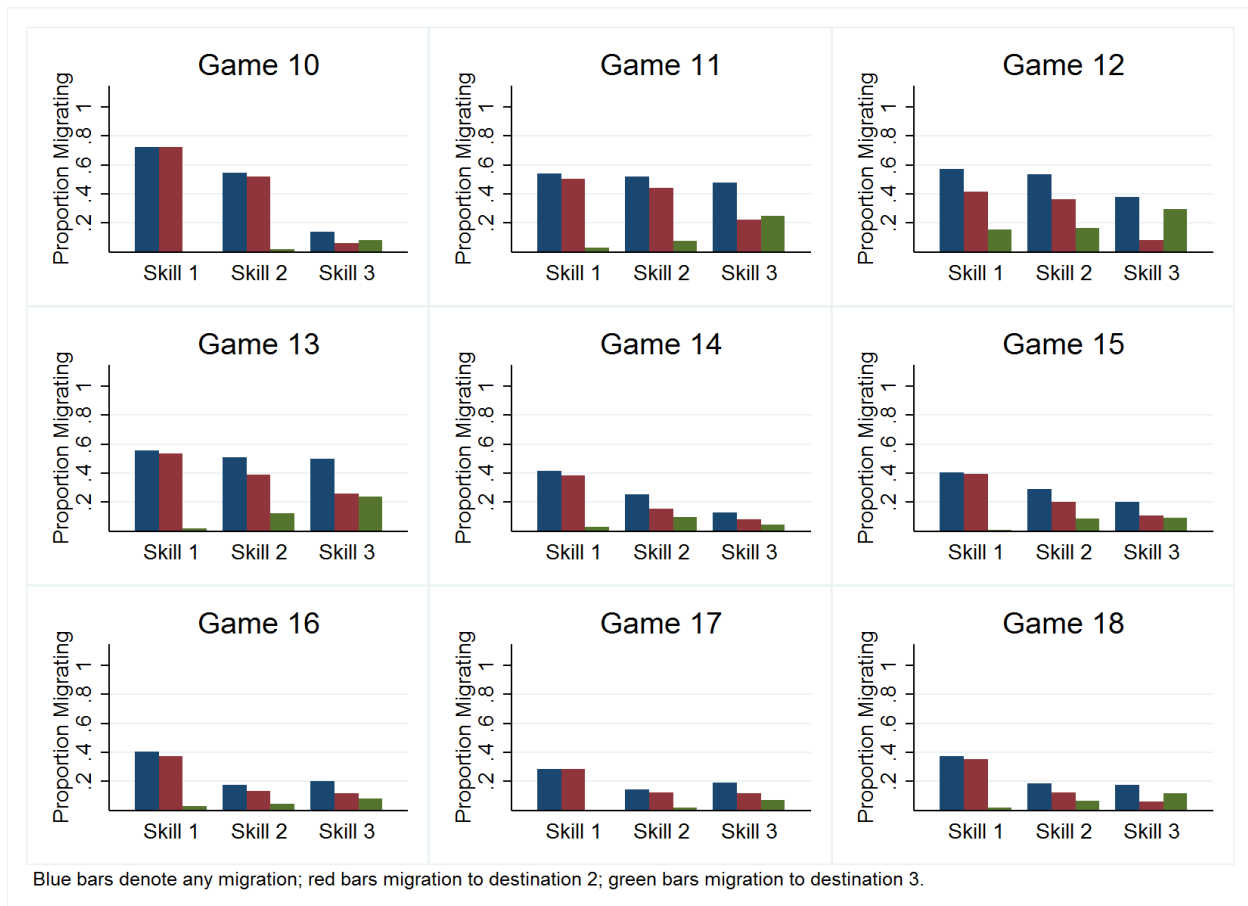 Game 10
Proportion Migrating
.2 .4 .6 .8 1
Skill 1 Skill 2 Skill 3
Game 11
Proportion Migrating
.2 .4 .6 .8 1
Skill 1 Skill 2 Skill 3
Game 12
Proportion Migrating
.2 .4 .6 .8 1
Skill 1 Skill 2 Skill 3
Game 13
Proportion Migrating
.2 .4 .6 .8 1
Skill 1 Skill 2 Skill 3
Game 14
Proportion Migrating
.2 .4 .6 .8 1
Skill 1 Skill 2 Skill 3
Game 15
Proportion Migrating
.2 .4 .6 .8 1
Skill 1 Skill 2 Skill 3
Game 16
Proportion Migrating
.2 .4 .6 .8 1
Skill 1 Skill 2 Skill 3
Game 17
Proportion Migrating
.2 .4 .6 .8 1
Skill 1 Skill 2 Skill 3
Game 18
Proportion Migrating
.2 .4 .6 .8 1
Skill 1 Skill 2 Skill 3
Blue bars denote any migration; red bars migration to destination 2; green bars migration to destination 3.